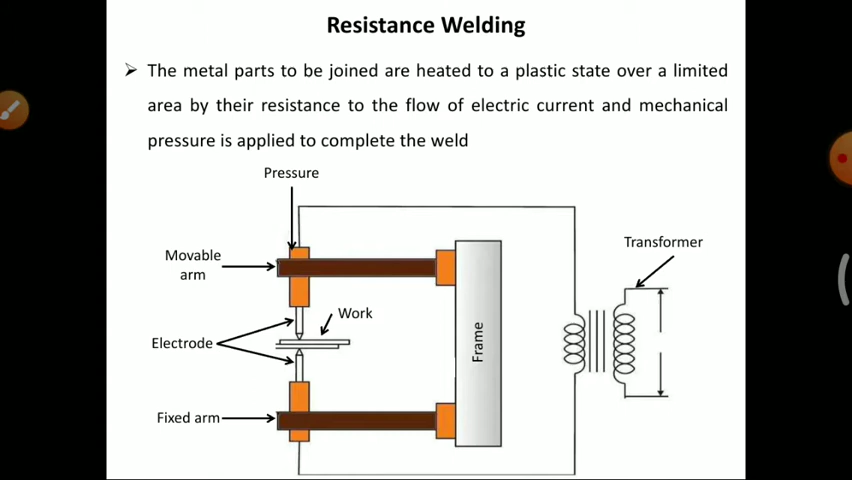 Resistance Welding
➤ The metal parts to be joined are heated to a plastic state over a limited
area by their resistance to the flow of electric current and mechanical
pressure is applied to complete the weld
Pressure
Transformer
Movable
arm
Work
Electrode
Frame
Fixed arm